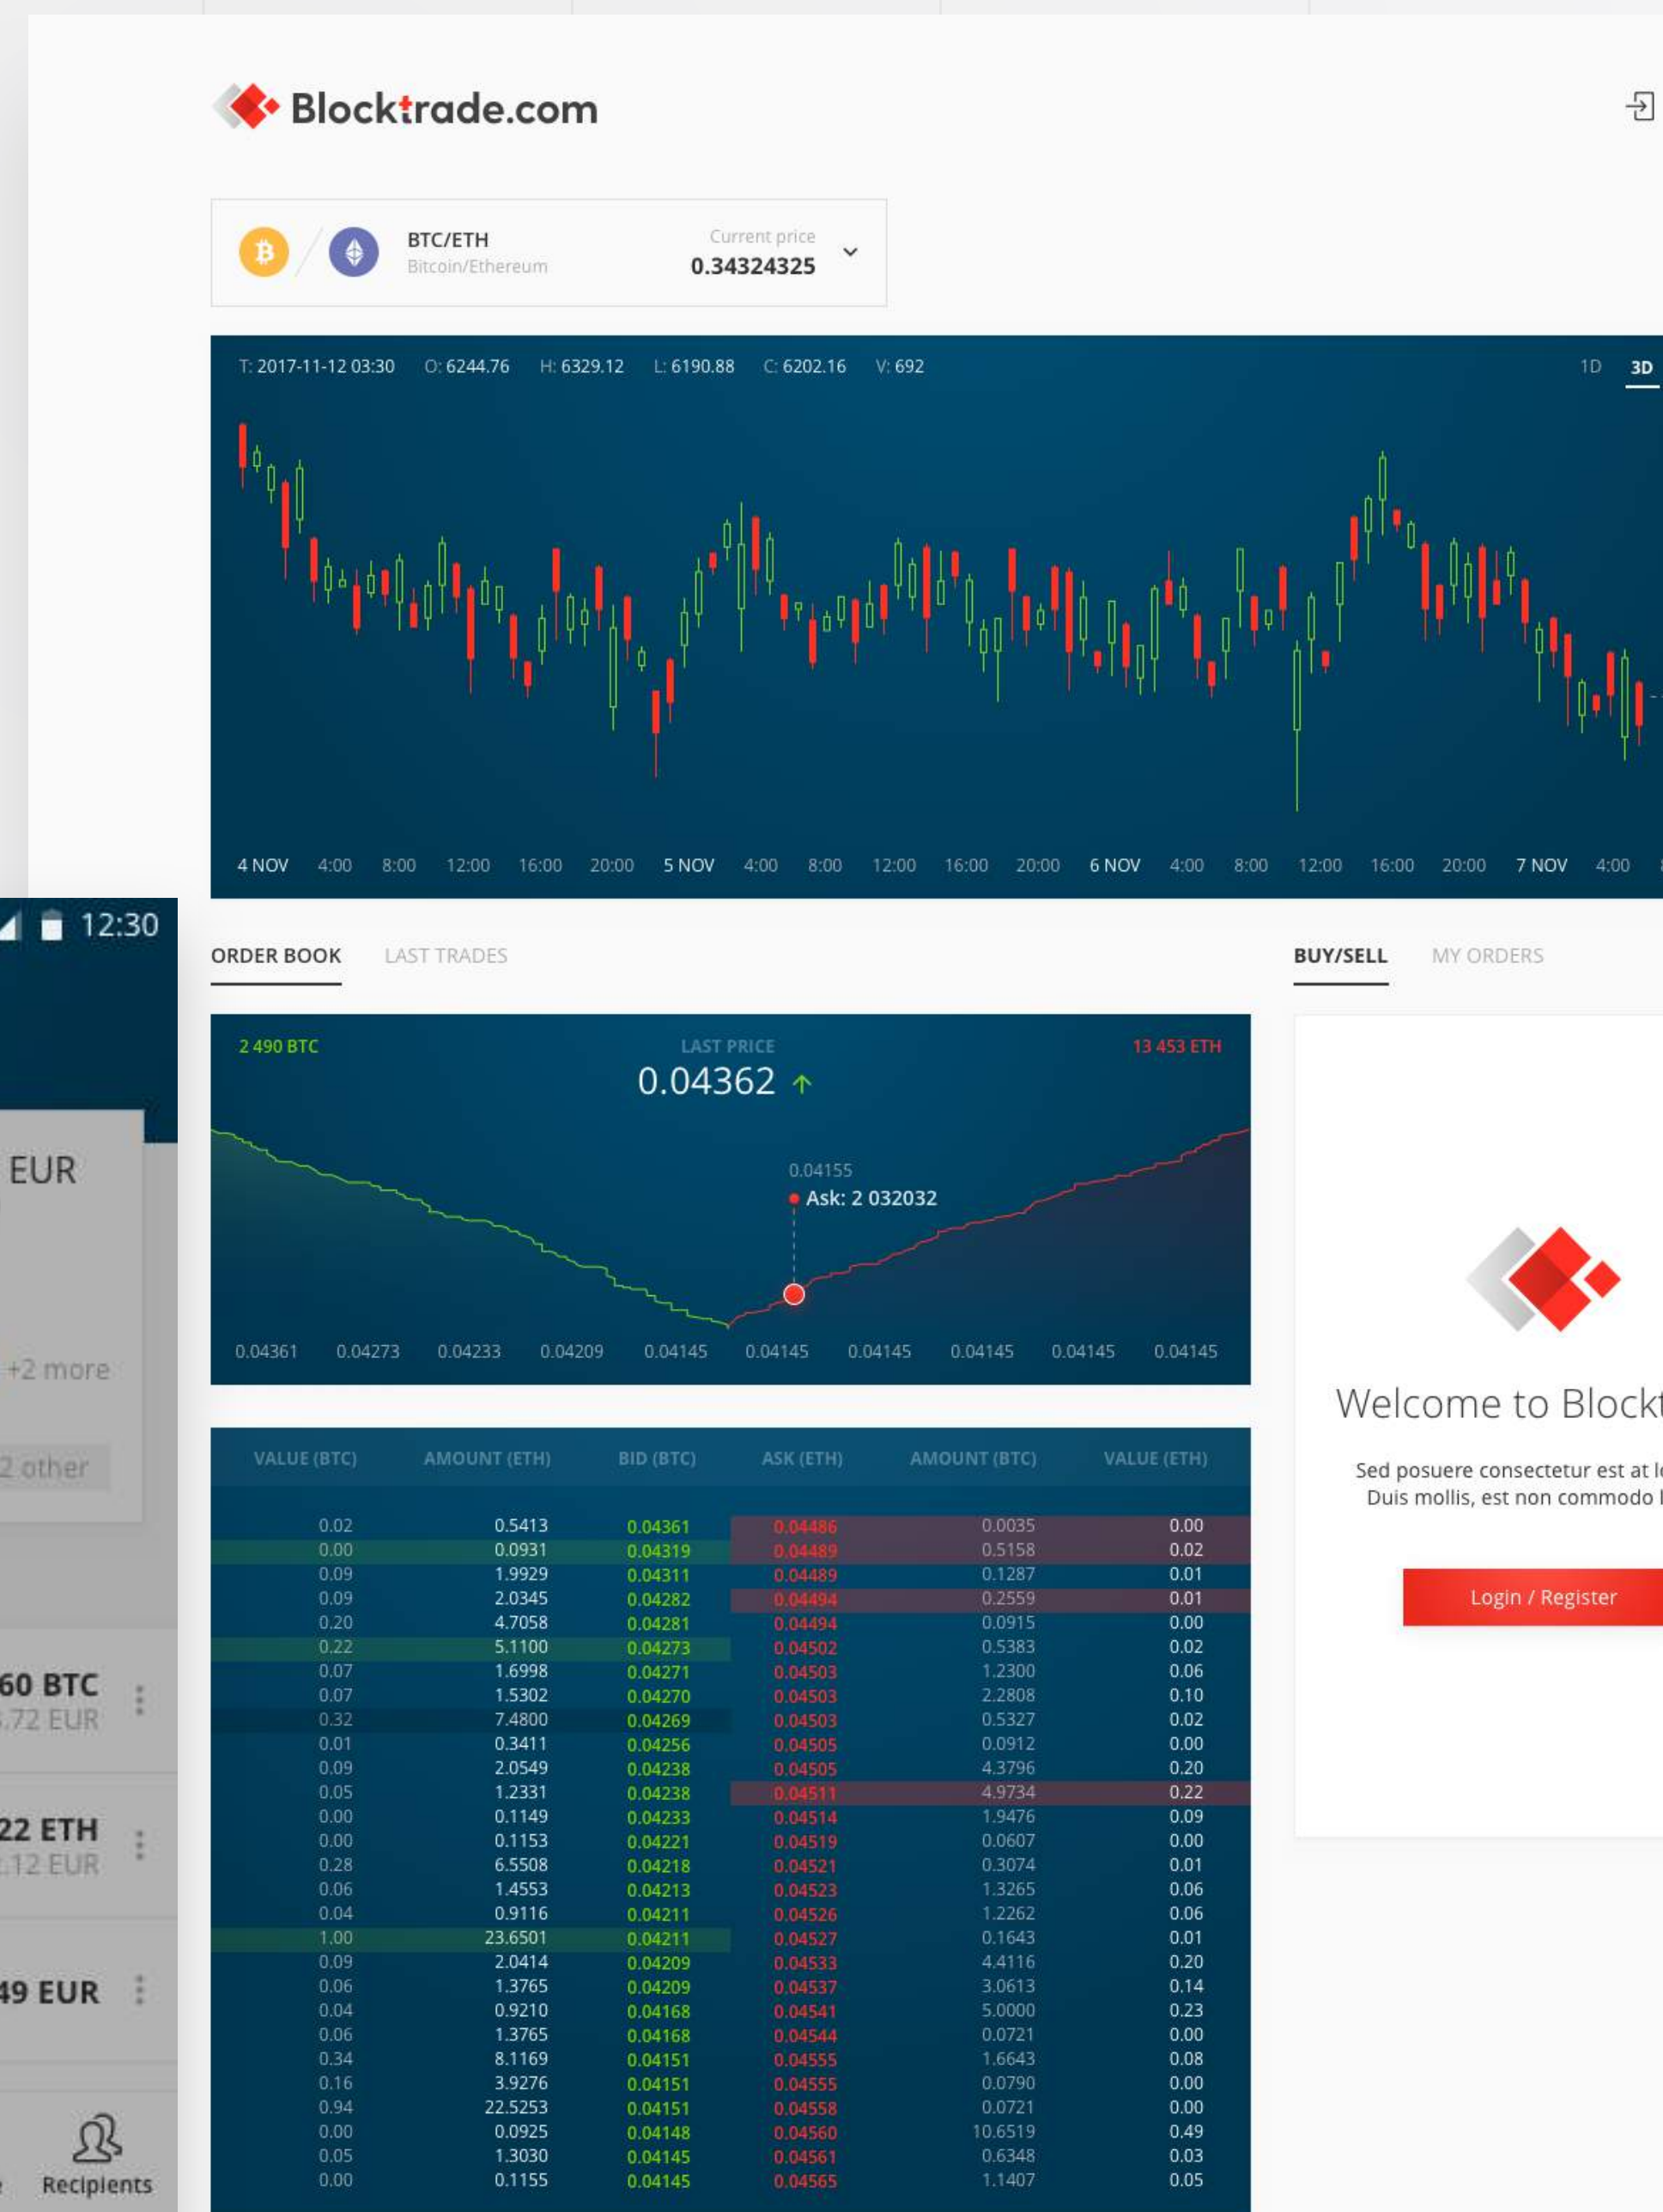 Blocktrade.com
BTC/ETH
Bitcoin/Ethereum
Current price
0.34324325
T: 2017-11-12 03:30 O: 6244.76 H: 6329.12 L: 6190.88 C: 6202.16 V: 692
1D 3D
4 NOV 4:00 8:00 12:00 16:00 20:00 5 NOV 4:00 8:00 12:00 16:00 20:00 6 NOV 4:00 8:00 12:00 16:00 20:00 7 NOV 4:00
12:30
EUR
+2 more
2 other
60 BTC
.72 EUR
22 ETH
.12 EUR
49 EUR
Recipients
ORDER BOOK LAST TRADES
2 490 BTC
LAST PRICE
13 453 ETH
0.04362
0.04155
Ask: 2 032032
0.04361 0.04273 0.04233 0.04209 0.04145 0.04145 0.04145 0.04145 0.04145 0.04145
VALUE (BTC) AMOUNT (ETH) BID (BTC) ASK (ETH) AMOUNT (BTC) VALUE (ETH)
0.02 0.5413 0.04361 0.04486 0.0035 0.00
0.00 0.0931 0.04319 0.04489 0.5158 0.02
0.09 1.9929 0.04311 0.04489 0.1287 0.01
0.09 2.0345 0.04282 0.04494 0.2559 0.01
0.20 4.7058 0.04281 0.04494 0.0915 0.00
0.22 5.1100 0.04273 0.04502 0.5383 0.02
0.07 1.6998 0.04271 0.04503 1.2300 0.06
0.07 1.5302 0.04270 0.04503 2.2808 0.10
0.32 7.4800 0.04269 0.04503 0.5327 0.02
0.01 0.3411 0.04256 0.04505 0.0912 0.00
0.09 2.0549 0.04238 0.04505 4.3796 0.20
0.05 1.2331 0.04238 0.04511 4.9734 0.22
0.00 0.1149 0.04233 0.04514 1.9476 0.09
0.00 0.1153 0.04221 0.04519 0.0607 0.00
0.28 6.5508 0.04218 0.04521 0.3074 0.01
0.06 1.4553 0.04213 0.04523 1.3265 0.06
0.04 0.9116 0.04211 0.04526 1.2262 0.06
1.00 23.6501 0.04211 0.04527 0.1643 0.01
0.09 2.0414 0.04209 0.04533 4.4116 0.20
0.06 1.3765 0.04209 0.04537 3.0613 0.14
0.04 0.9210 0.04168 0.04541 5.0000 0.23
0.06 1.3765 0.04168 0.04544 0.0721 0.00
0.34 8.1169 0.04151 0.04555 1.6643 0.08
0.16 3.9276 0.04151 0.04555 0.0790 0.00
0.94 22.5253 0.04151 0.04558 0.0721 0.00
0.00 0.0925 0.04148 0.04560 10.6519 0.49
0.05 1.3030 0.04145 0.04561 0.6348 0.03
0.00 0.1155 0.04145 0.04565 1.1407 0.05
BUY/SELL MY ORDERS
Welcome to Block
Sed posuere consectetur est at
Duis mollis, est non commodo
Login / Register